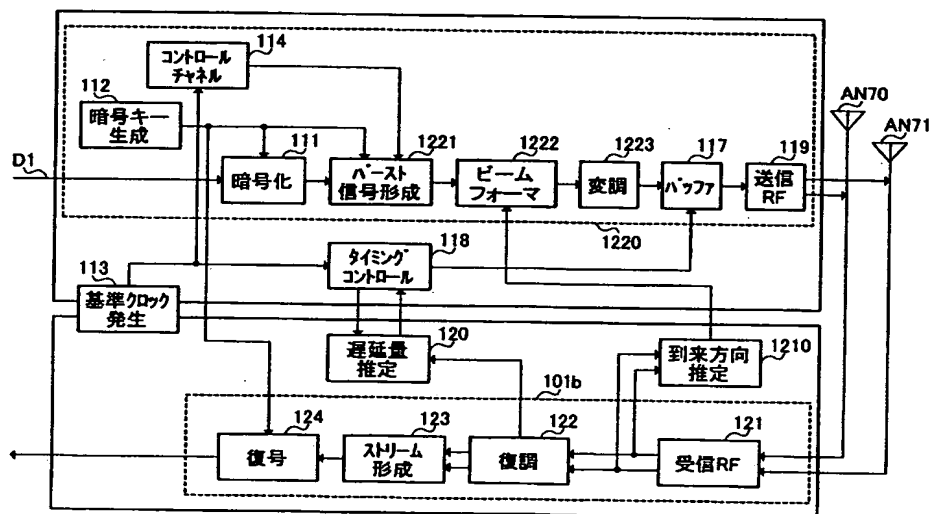 114
コントロール
チャネル
112
暗号キー
生成
AN70
AN71
D1
111
暗号化
1221
バースト
信号形成
1222
ビーム
フォーマ
1223
変調
117
バッファ
119
送信
RF
1220
118
タイミング
コントロール
113
基準クロック
発生
120
遅延量
推定
到来方向
推定
1210
101b
124
復号
123
ストリーム
形成
122
復調
121
受信RF